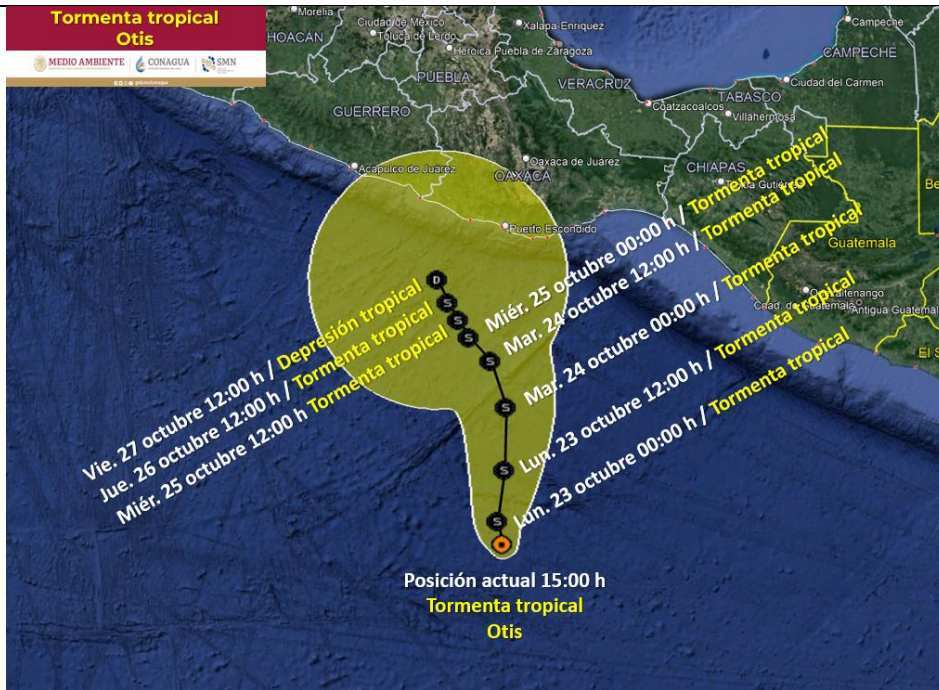 Tormenta tropical
Otis
MEDIO AMBIENTE
CONAGUA
SMN
Morelia
Ciudad de México
Toluca de Lerdo
HOACAN
Heroica Puebla de Zaragoza
Xalapa-Enríquez
PUEBLA
VERACRUZ
GUERRERO
Campeche
CAMPECHE
Ciudad del Carmen
TABASCO
Coatzacoalcos
Villahermosa
Acapulco de Juárez
Oaxaca de Juárez
OAXACA
CHIAPAS
Puerto Escondido
Guatemala
Antigua Guatemal
El S
Be
Miér. 25 octubre 00:00 h / Tormenta tropical
Mar. 24 octubre 12:00 h / Tormenta tropical
Mar. 24 octubre 00:00 h / Tormenta tropical
Lun. 23 octubre 12:00 h / Tormenta tropical
Lun. 23 octubre 00:00 h / Tormenta tropical
Vie. 27 octubre 12:00 h / Depresión tropical
Jue. 26 octubre 12:00 h / Tormenta tropical
Miér. 25 octubre 12:00 h Tormenta tropical
D
S
S
S
S
S
S
S
Posición actual 15:00 h
Tormenta tropical
Otis